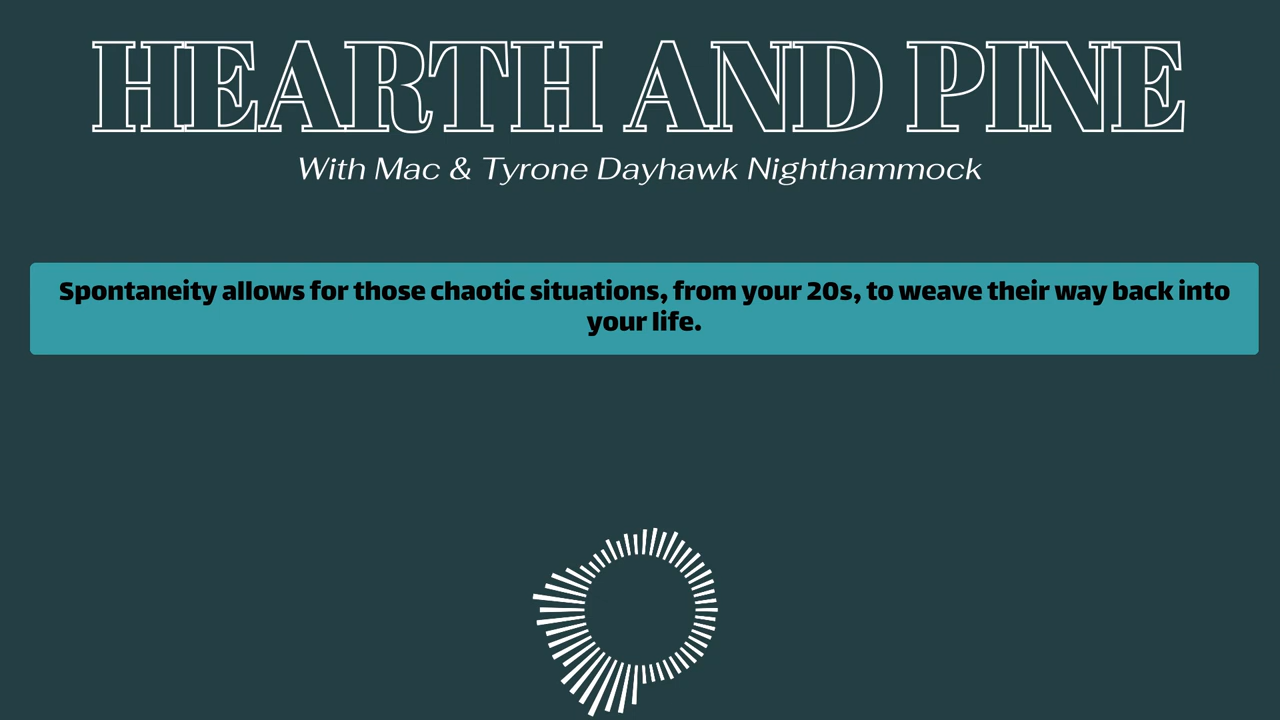 HEARTH AND PINE
With Mac & Tyrone Dayhawk Nighthammock
Spontaneity allows for those chaotic situations, from your 20s, to weave their way back into
your life.